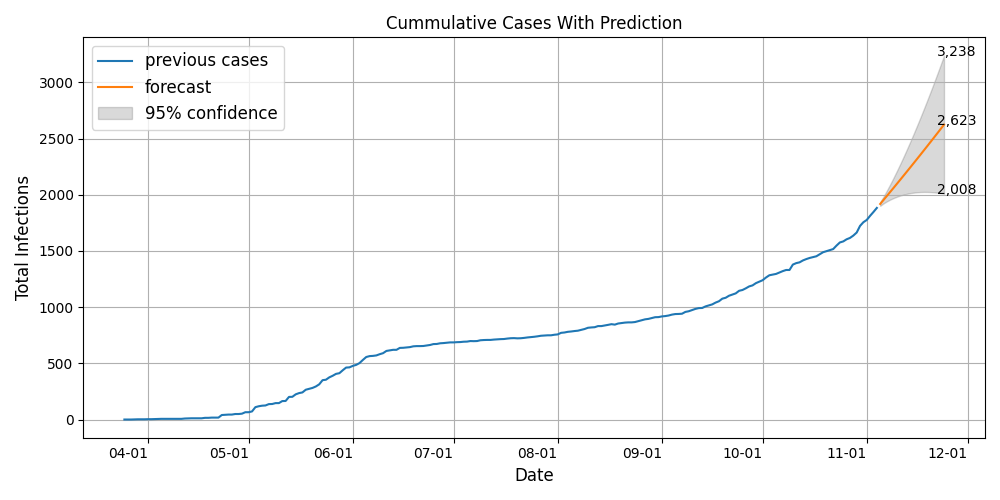 Cummulative Cases With Prediction
previous cases
forecast
95% confidence
3,238
2,623
2,008
3000
2500
2000
1500
1000
500
0
Total Infections
04-01 05-01 06-01 07-01 08-01 09-01 10-01 11-01 12-01
Date